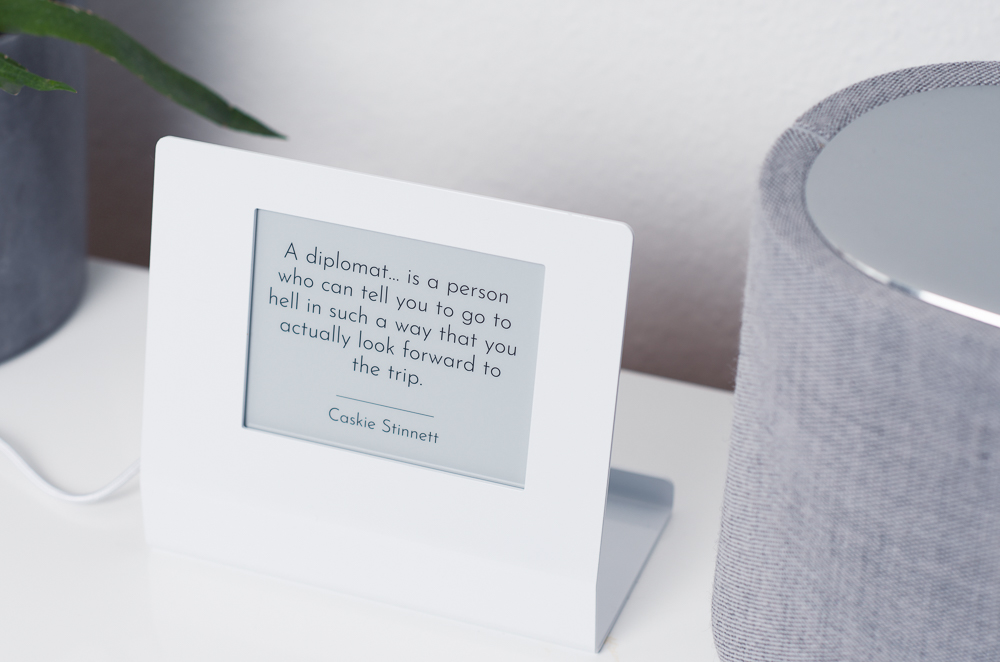 A diplomat... is a person
who can tell you to go to
hell in such a way that you
actually look forward to
the trip.
Caskie Stinnett